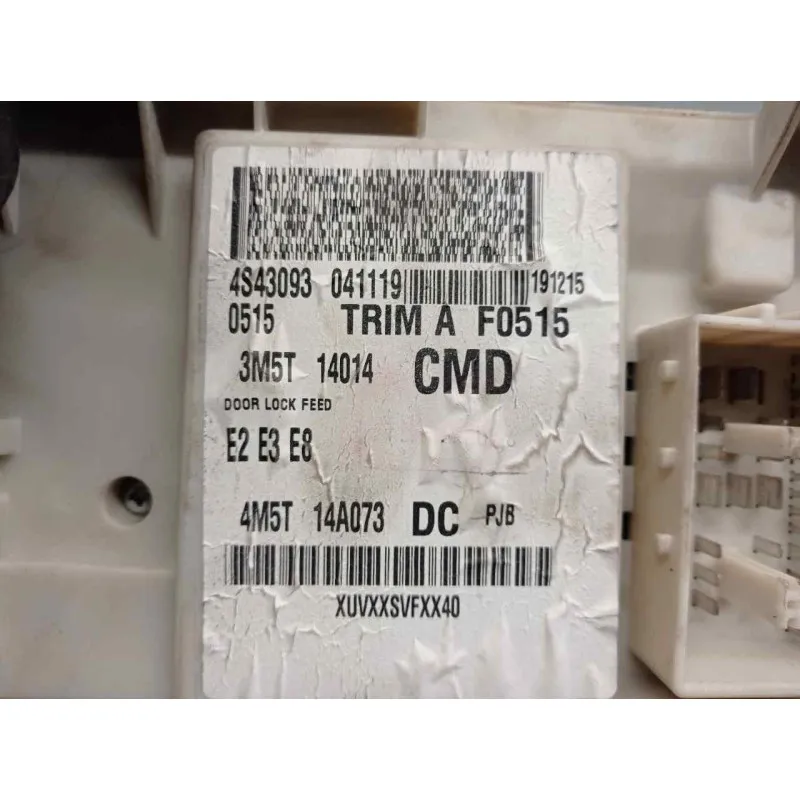 4S43093 041119 191215
0515 TRIM A F0515
3M5T 14014 CMD
DOOR LOCK FEED
E2 E3 E8
4M5T 14A073 DC PJB
XUVXXSVFXX40